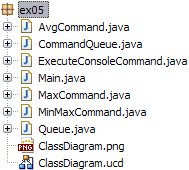 ex05
AvgCommand.java
CommandQueue.java
ExecuteConsoleCommand.java
Main.java
MaxCommand.java
MinMaxCommand.java
Queue.java
ClassDiagram.png
ClassDiagram.ucd